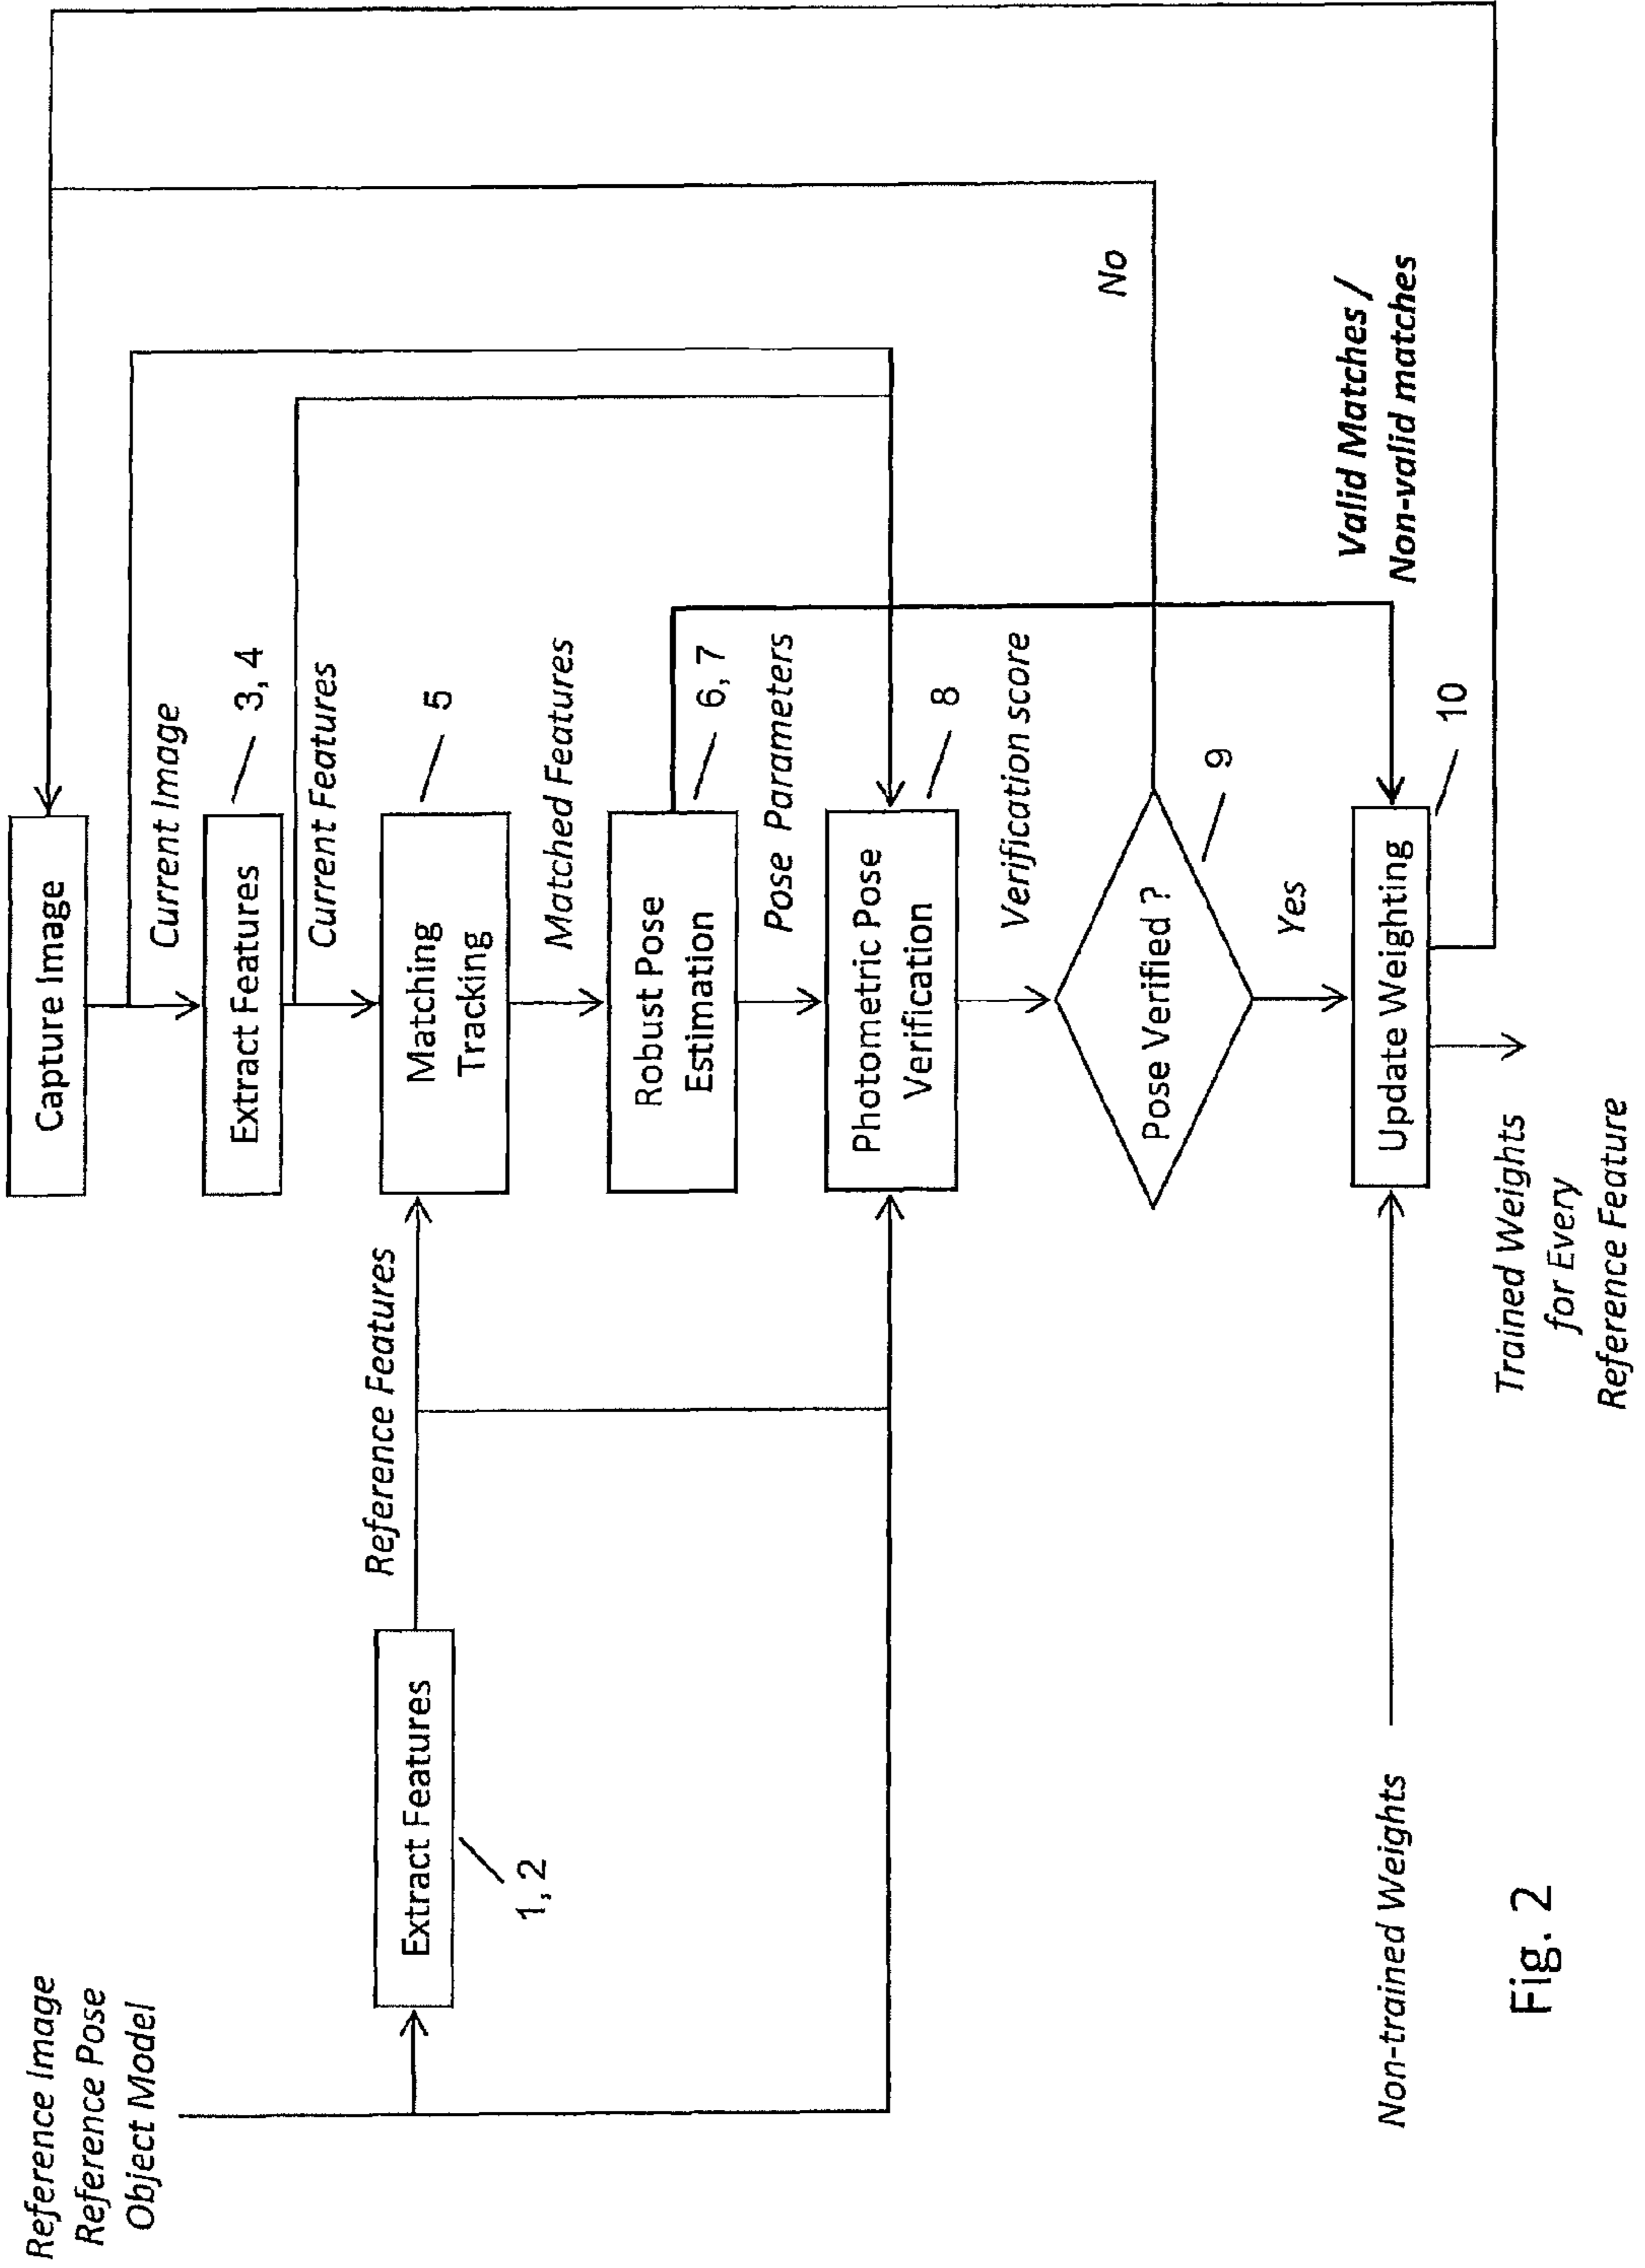 Reference Image
Reference Pose
Object Model
Capture Image
Current Image
Extract Features
3, 4
Current Features
Extract Features
1, 2
Reference Features
Matching
Tracking
5
Matched Features
Robust Pose
Estimation
6, 7
Pose Parameters
Photometric Pose
Verification
8
Verification score
Pose Verified ?
9
No
Yes
Valid Matches /
Non-valid matches
Non-trained Weights
Update Weighting
10
Trained Weights
for Every
Reference Feature
Fig. 2